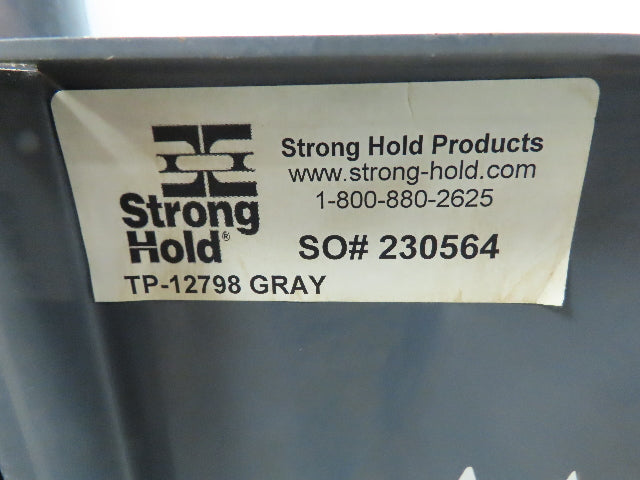 Strong Hold®
Strong Hold Products
www.strong-hold.com
1-800-880-2625
SO# 230564
TP-12798 GRAY